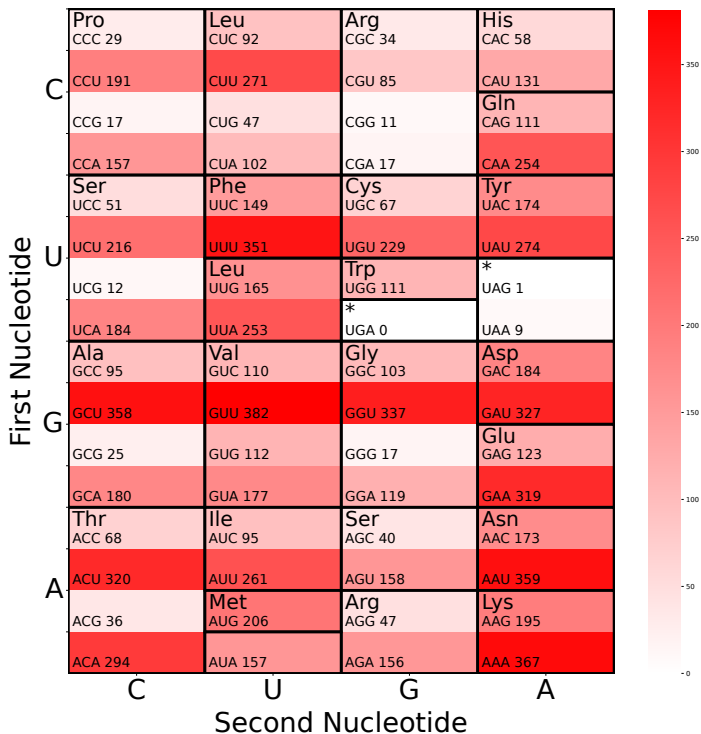 Pro Leu Arg His
CCC 29 CUC 92 CGC 34 CAC 58
CCU 191 CUU 271 CGU 85 CAU 131
Gln
CCG 17 CUG 47 CGG 11 CAG 111
CCA 157 CUA 102 CGA 17 CAA 254
Ser Phe Cys Tyr
UCC 51 UUC 149 UGC 67 UAC 174
UCU 216 UUU 351 UGU 229 UAU 274
Leu Trp *
UCG 12 UUG 165 UGG 111 UAG 1
*
UCA 184 UUA 253 UGA 0 UAA 9
Ala Val Gly Asp
GCC 95 GUC 110 GGC 103 GAC 184
GCU 358 GUU 382 GGU 337 GAU 327
Glu
GCG 25 GUG 112 GGG 17 GAG 123
GCA 180 GUA 177 GGA 119 GAA 319
Thr Ile Ser Asn
ACC 68 AUC 95 AGC 40 AAC 173
ACU 320 AUU 261 AGU 158 AAU 359
Met Arg Lys
ACG 36 AUG 206 AGG 47 AAG 195
ACA 294 AUA 157 AGA 156 AAA 367
C
U
G
A
First Nucleotide
C U G A
Second Nucleotide
350
300
250
200
150
100
50
0